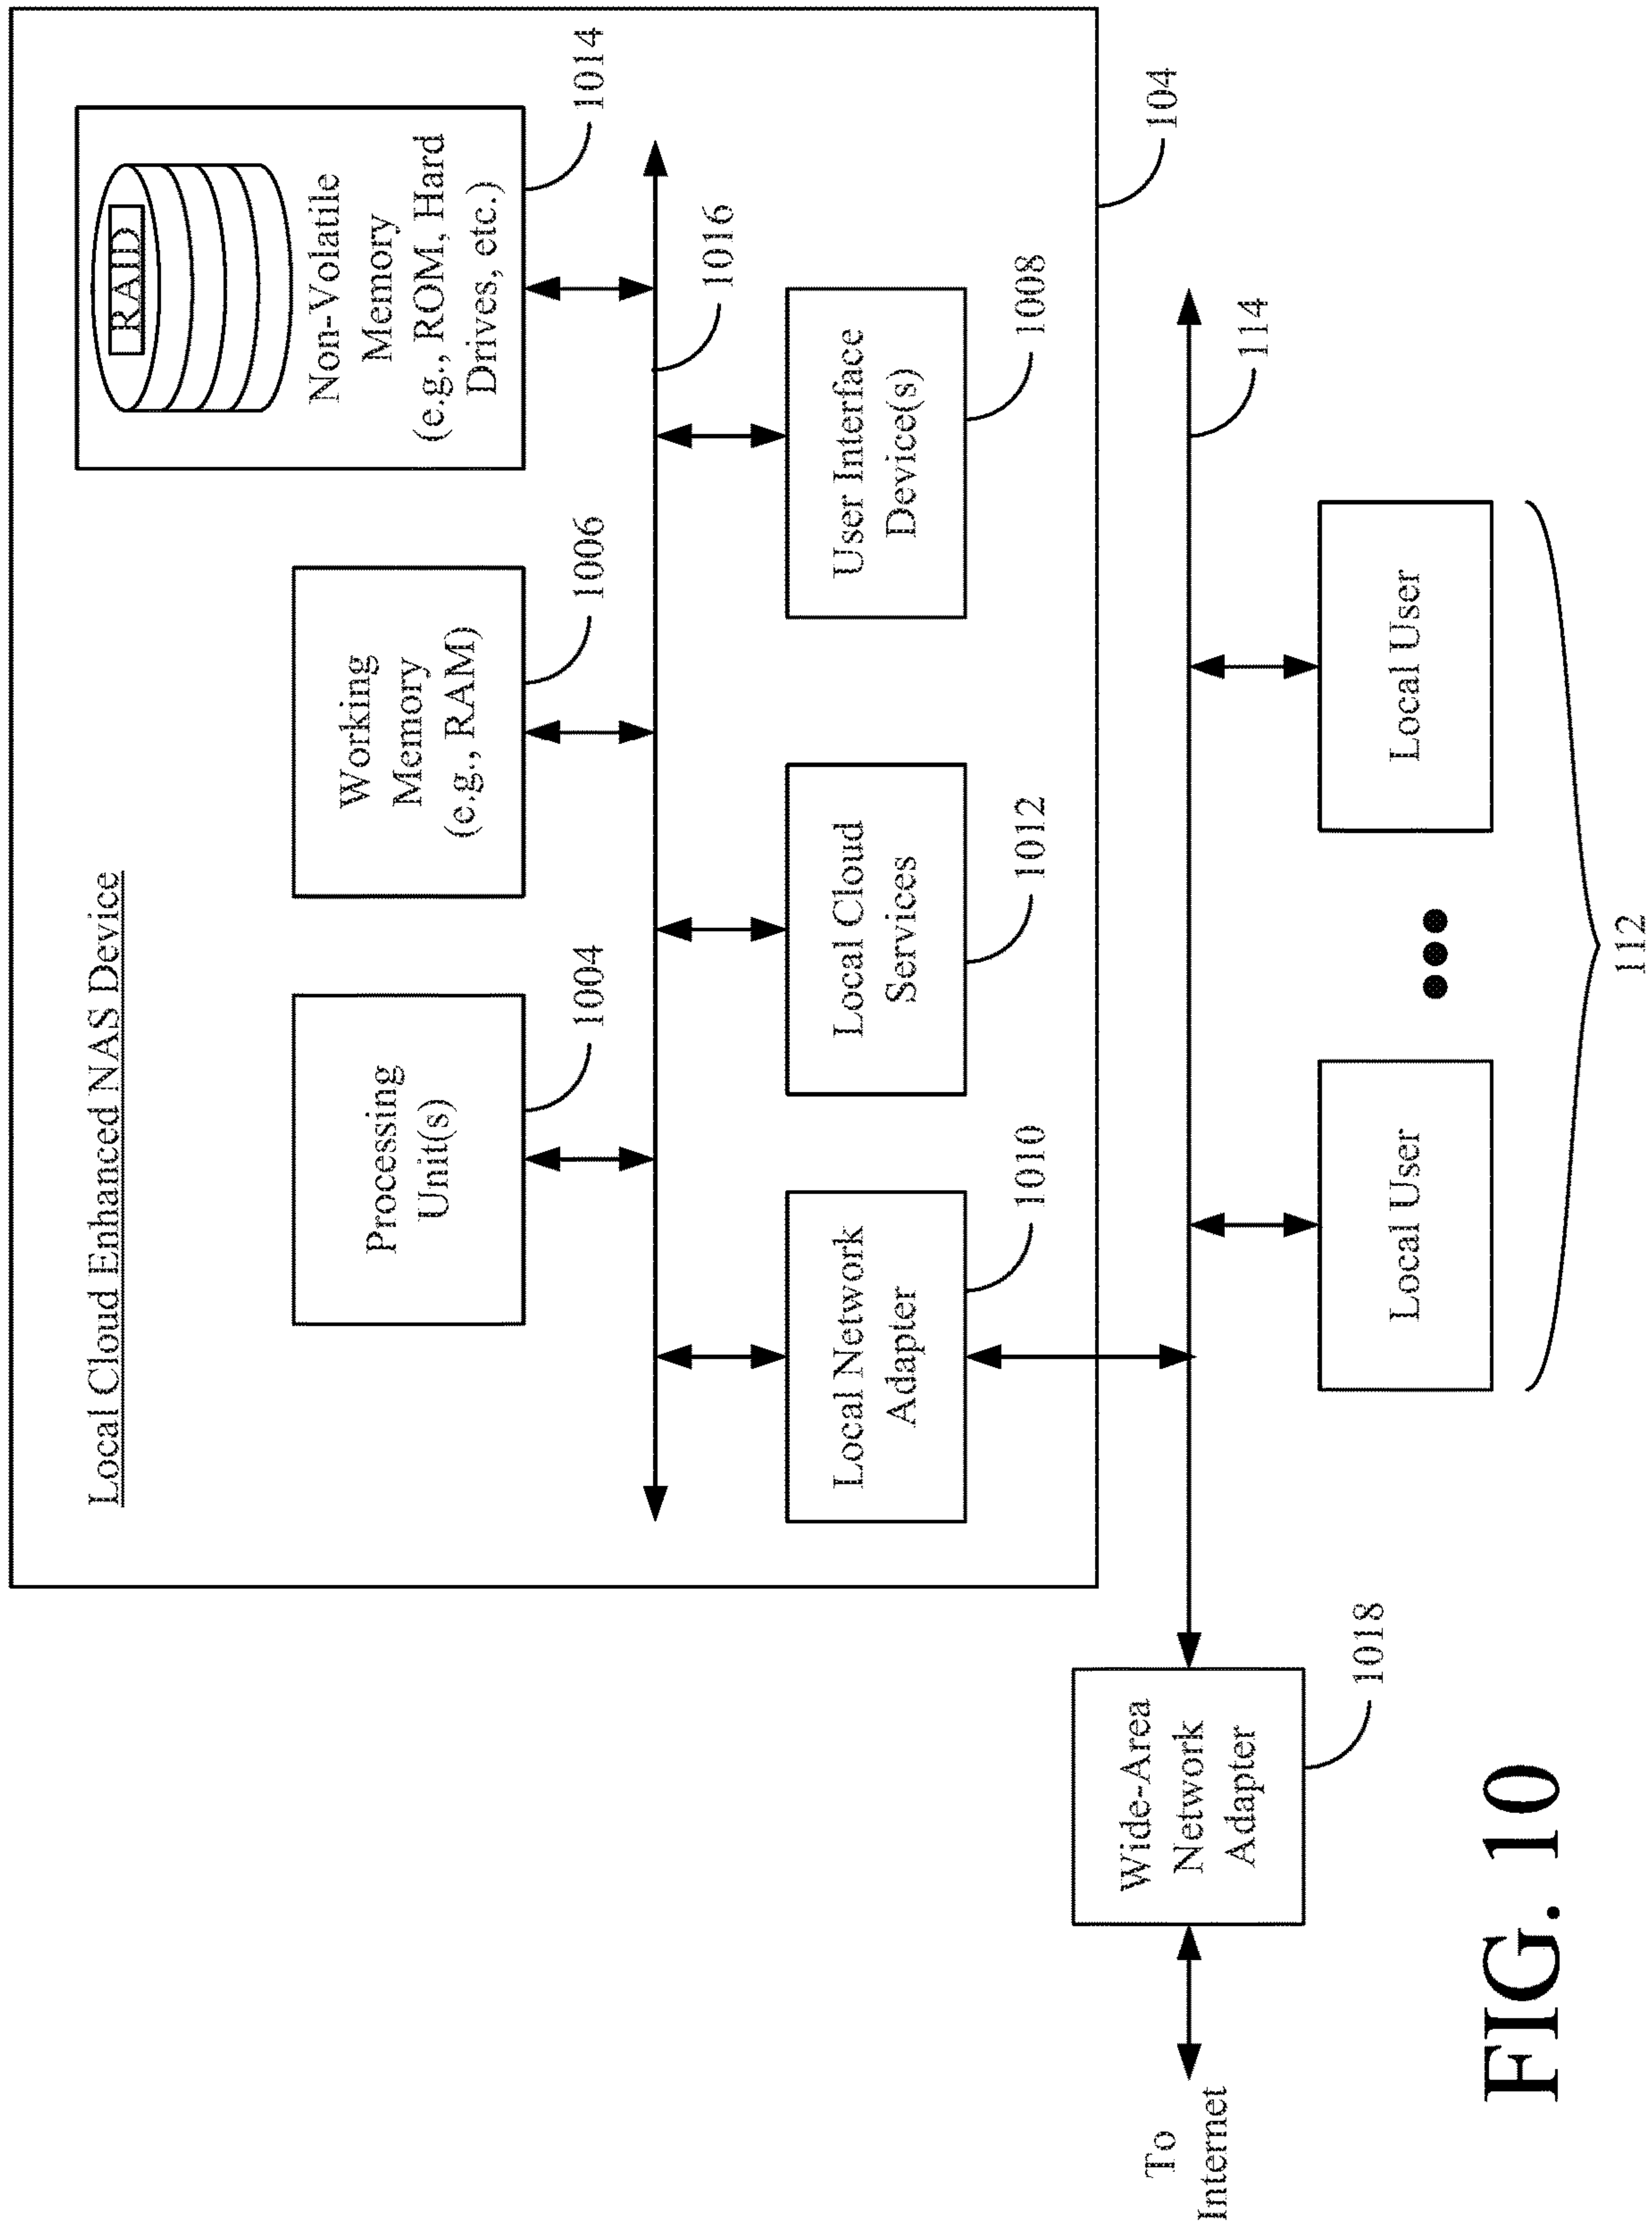 Local Cloud Enhanced NAS Device
RAID
Non-Volatile
Memory
(e.g., ROM, Hard
Drives, etc.)
1014
Working
Memory
(e.g., RAM)
1006
Processing
Unit(s)
1004
1016
Local Network
Adapter
1010
Local Cloud
Services
1012
User Interface
Device(s)
1008
104
114
Wide-Area
Network
Adapter
1018
To
Internet
Local User
Local User
112
FIG. 10